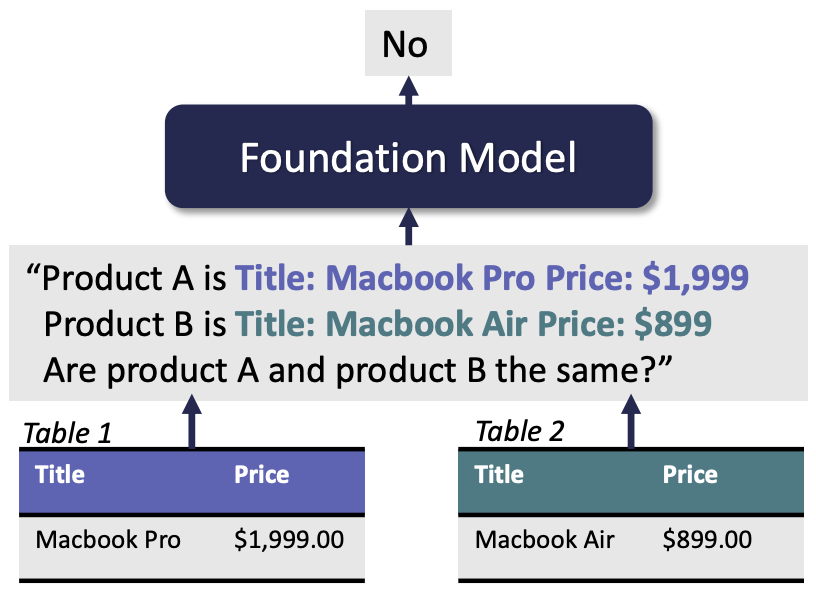 No
Foundation Model
“Product A is Title: Macbook Pro Price: $1,999
Product B is Title: Macbook Air Price: $899
Are product A and product B the same?”
Table 1
Title Price
Macbook Pro $1,999.00
Table 2
Title Price
Macbook Air $899.00